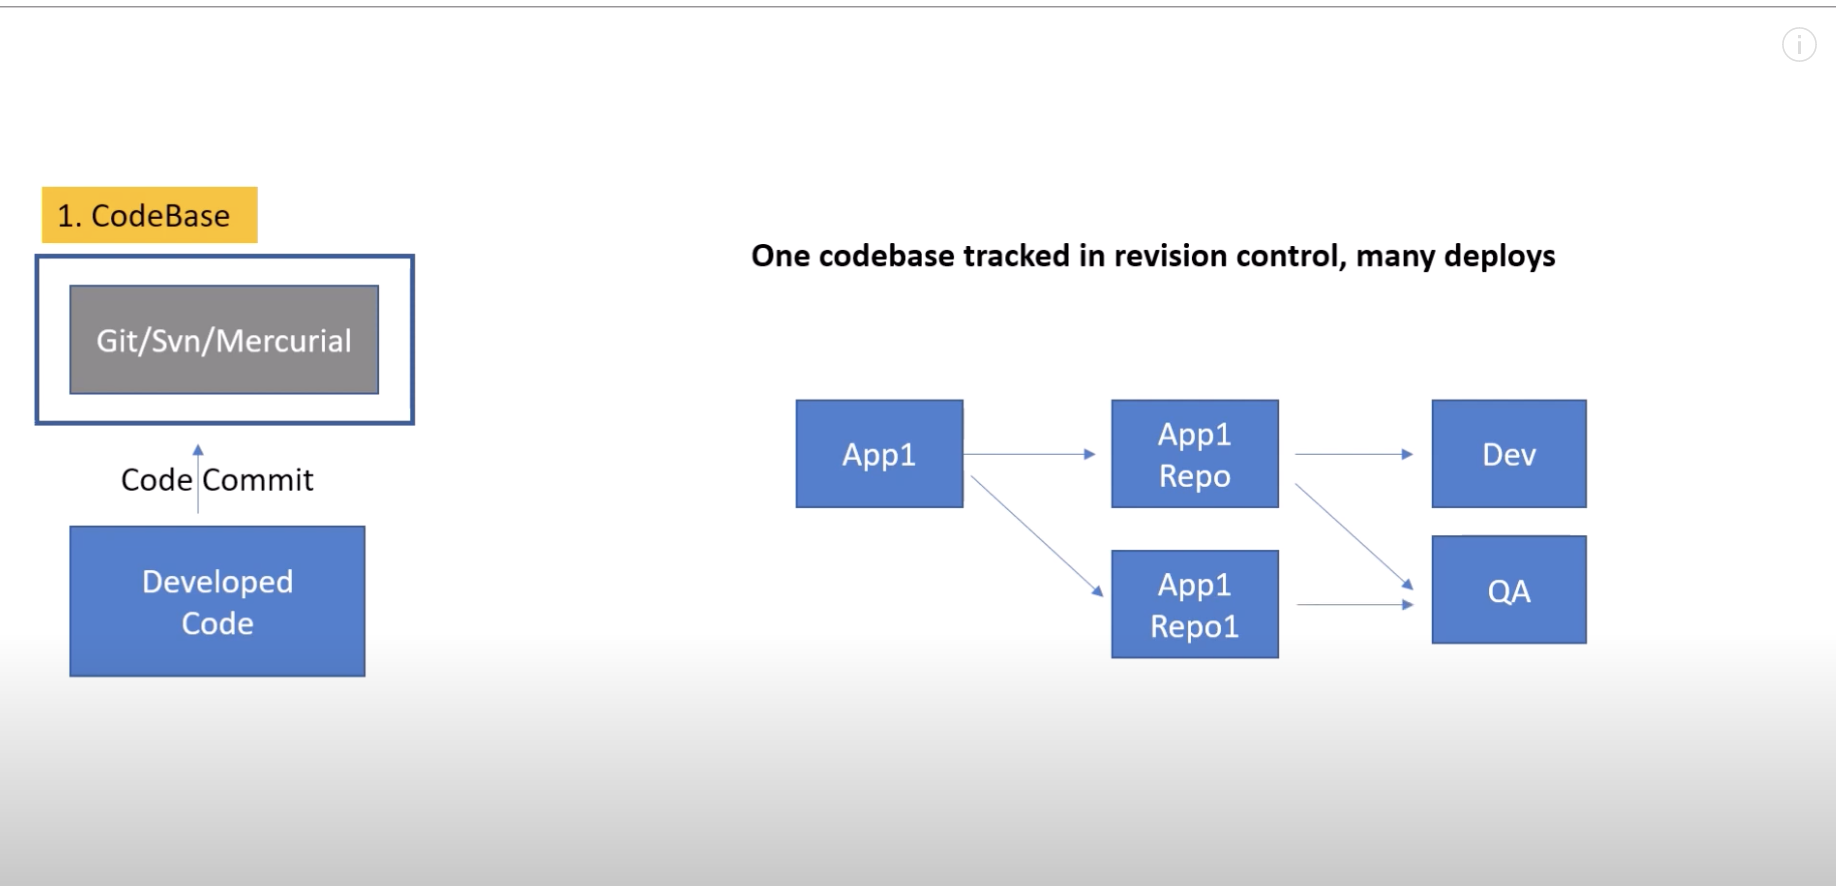 1. CodeBase
Git/Svn/Mercurial
Code Commit
Developed
Code
One codebase tracked in revision control, many deploys
App1
App1
Repo
Dev
App1
Repo1
QA